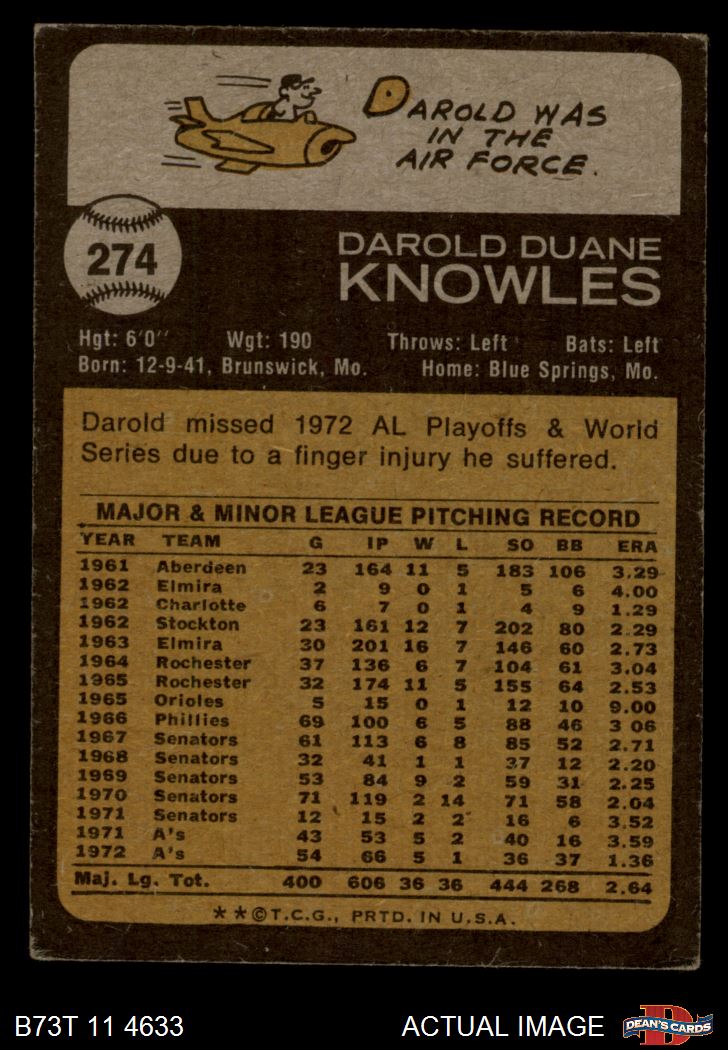 DAROLD WAS
IN THE
AIR FORCE.
274
DAROLD DUANE
KNOWLES
Hgt: 6'0" Wgt: 190 Throws: Left Bats: Left
Born: 12-9-41, Brunswick, Mo. Home: Blue Springs, Mo.
Darold missed 1972 AL Playoffs & World
Series due to a finger injury he suffered.
MAJOR & MINOR LEAGUE PITCHING RECORD
YEAR TEAM G IP W L SO BB ERA
1961 Aberdeen 23 164 11 5 183 106 3.29
1962 Elmira 2 9 0 1 5 6 4.00
1962 Charlotte 6 7 0 1 4 9 1.29
1962 Stockton 23 161 12 7 202 80 2.29
1963 Elmira 30 201 16 7 146 60 2.73
1964 Rochester 37 136 6 7 104 61 3.04
1965 Rochester 32 174 11 5 155 64 2.53
1965 Orioles 5 15 0 1 12 10 9.00
1966 Phillies 69 100 6 5 88 46 3.06
1967 Senators 61 113 6 8 85 52 2.71
1968 Senators 32 41 1 1 37 12 2.20
1969 Senators 53 84 9 2 59 31 2.25
1970 Senators 71 119 2 14 71 58 2.04
1971 Senators 12 15 2 2 16 6 3.52
1971 A's 43 53 5 2 40 16 3.59
1972 A's 54 66 5 1 36 37 1.36
Maj. Lg. Tot. 400 606 36 36 444 268 2.64
**©T.C.G., PRTD. IN U.S.A.
B73T 11 4633 ACTUAL IMAGE D DEAN'S CARDS